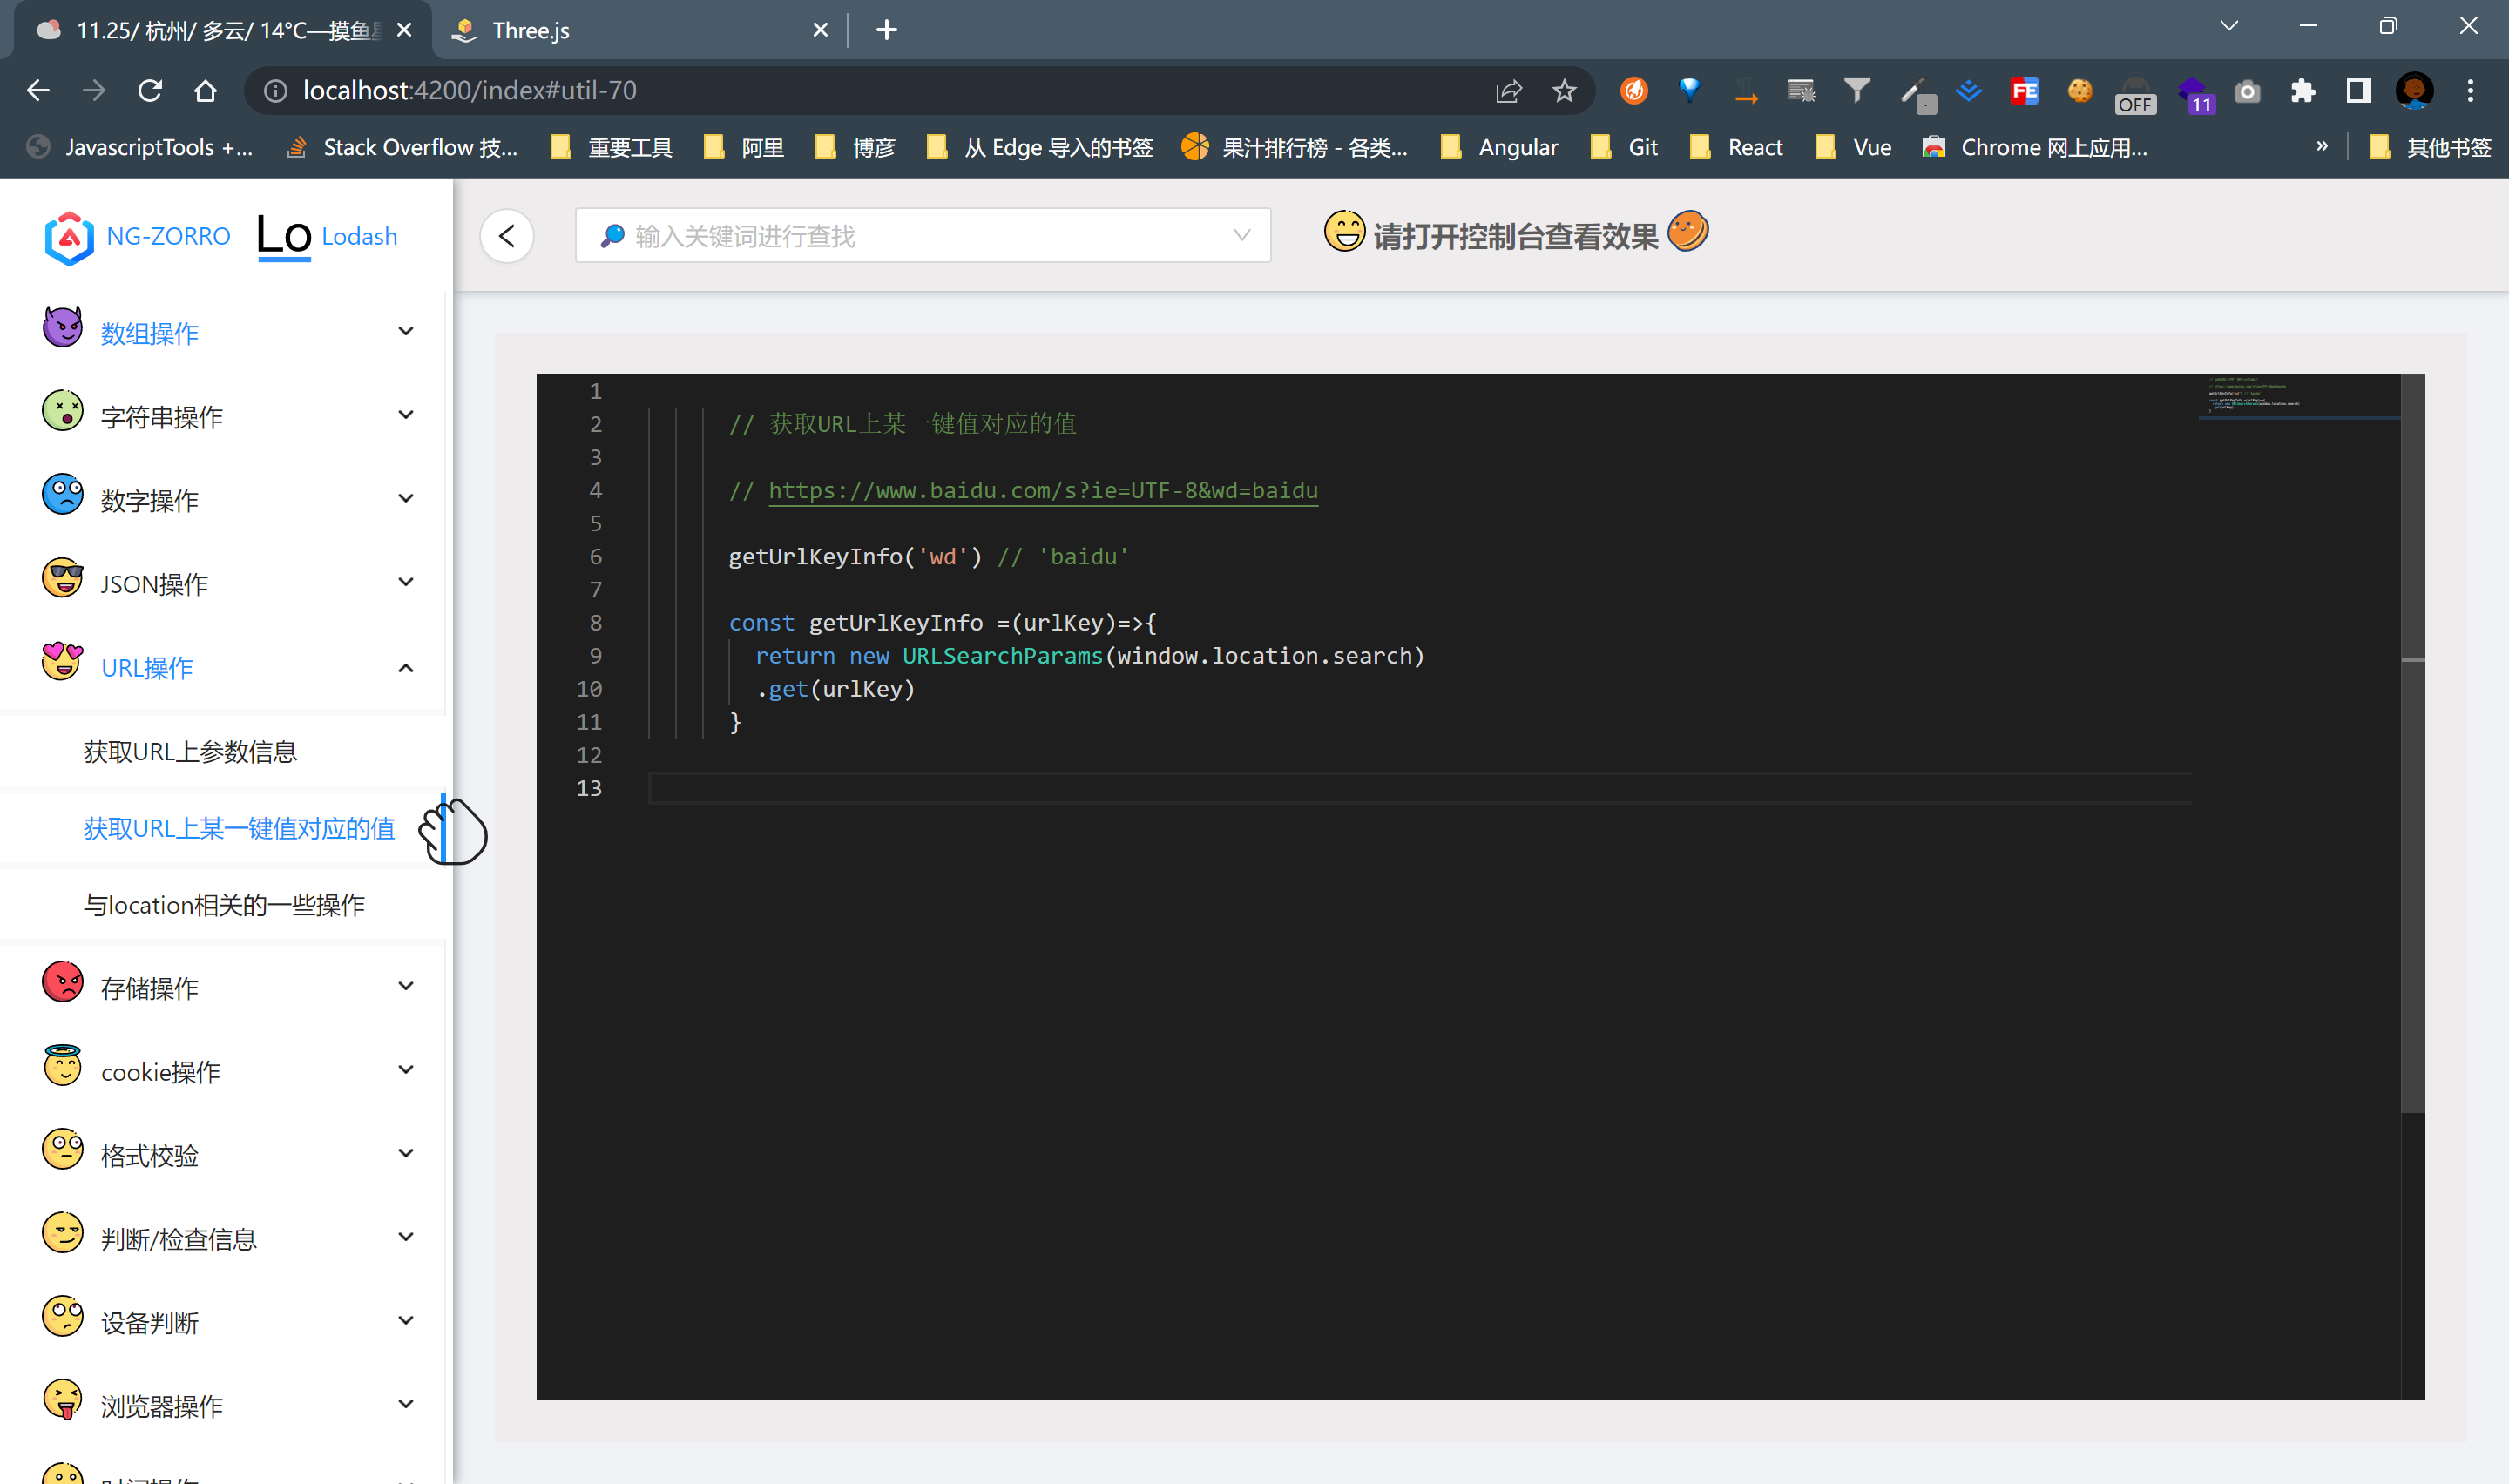 11.25/ 杭州/ 多云/ 14°C—摸鱼
Three.js
localhost:4200/index#util-70
OFF
11
JavascriptTools +...
Stack Overflow 技...
重要工具
阿里
博彦
从 Edge 导入的书签
果汁排行榜 - 各类...
Angular
Git
React
Vue
Chrome 网上应用...
»
其他书签
NG-ZORRO
Lo
Lodash
输入关键词进行查找
请打开控制台查看效果
数组操作
字符串操作
数字操作
JSON操作
URL操作
获取URL上参数信息
获取URL上某一键值对应的值
与location相关的一些操作
存储操作
cookie操作
格式校验
判断/检查信息
设备判断
浏览器操作
1
2 // 获取URL上某一键值对应的值
3
4 // https://www.baidu.com/s?ie=UTF-8&wd=baidu
5
6 getUrlKeyInfo('wd') // 'baidu'
7
8 const getUrlKeyInfo =(urlKey)=>{
9 return new URLSearchParams(window.location.search)
10 .get(urlKey)
11 }
12
13